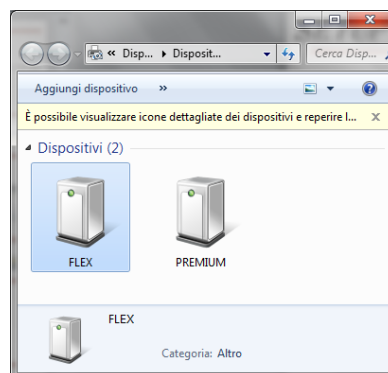 « Disp... ▸ Disposit... Cerca Disp...
Aggiungi dispositivo »
È possibile visualizzare icone dettagliate dei dispositivi e reperire l... x
Dispositivi (2)
FLEX PREMIUM
FLEX
Categoria: Altro